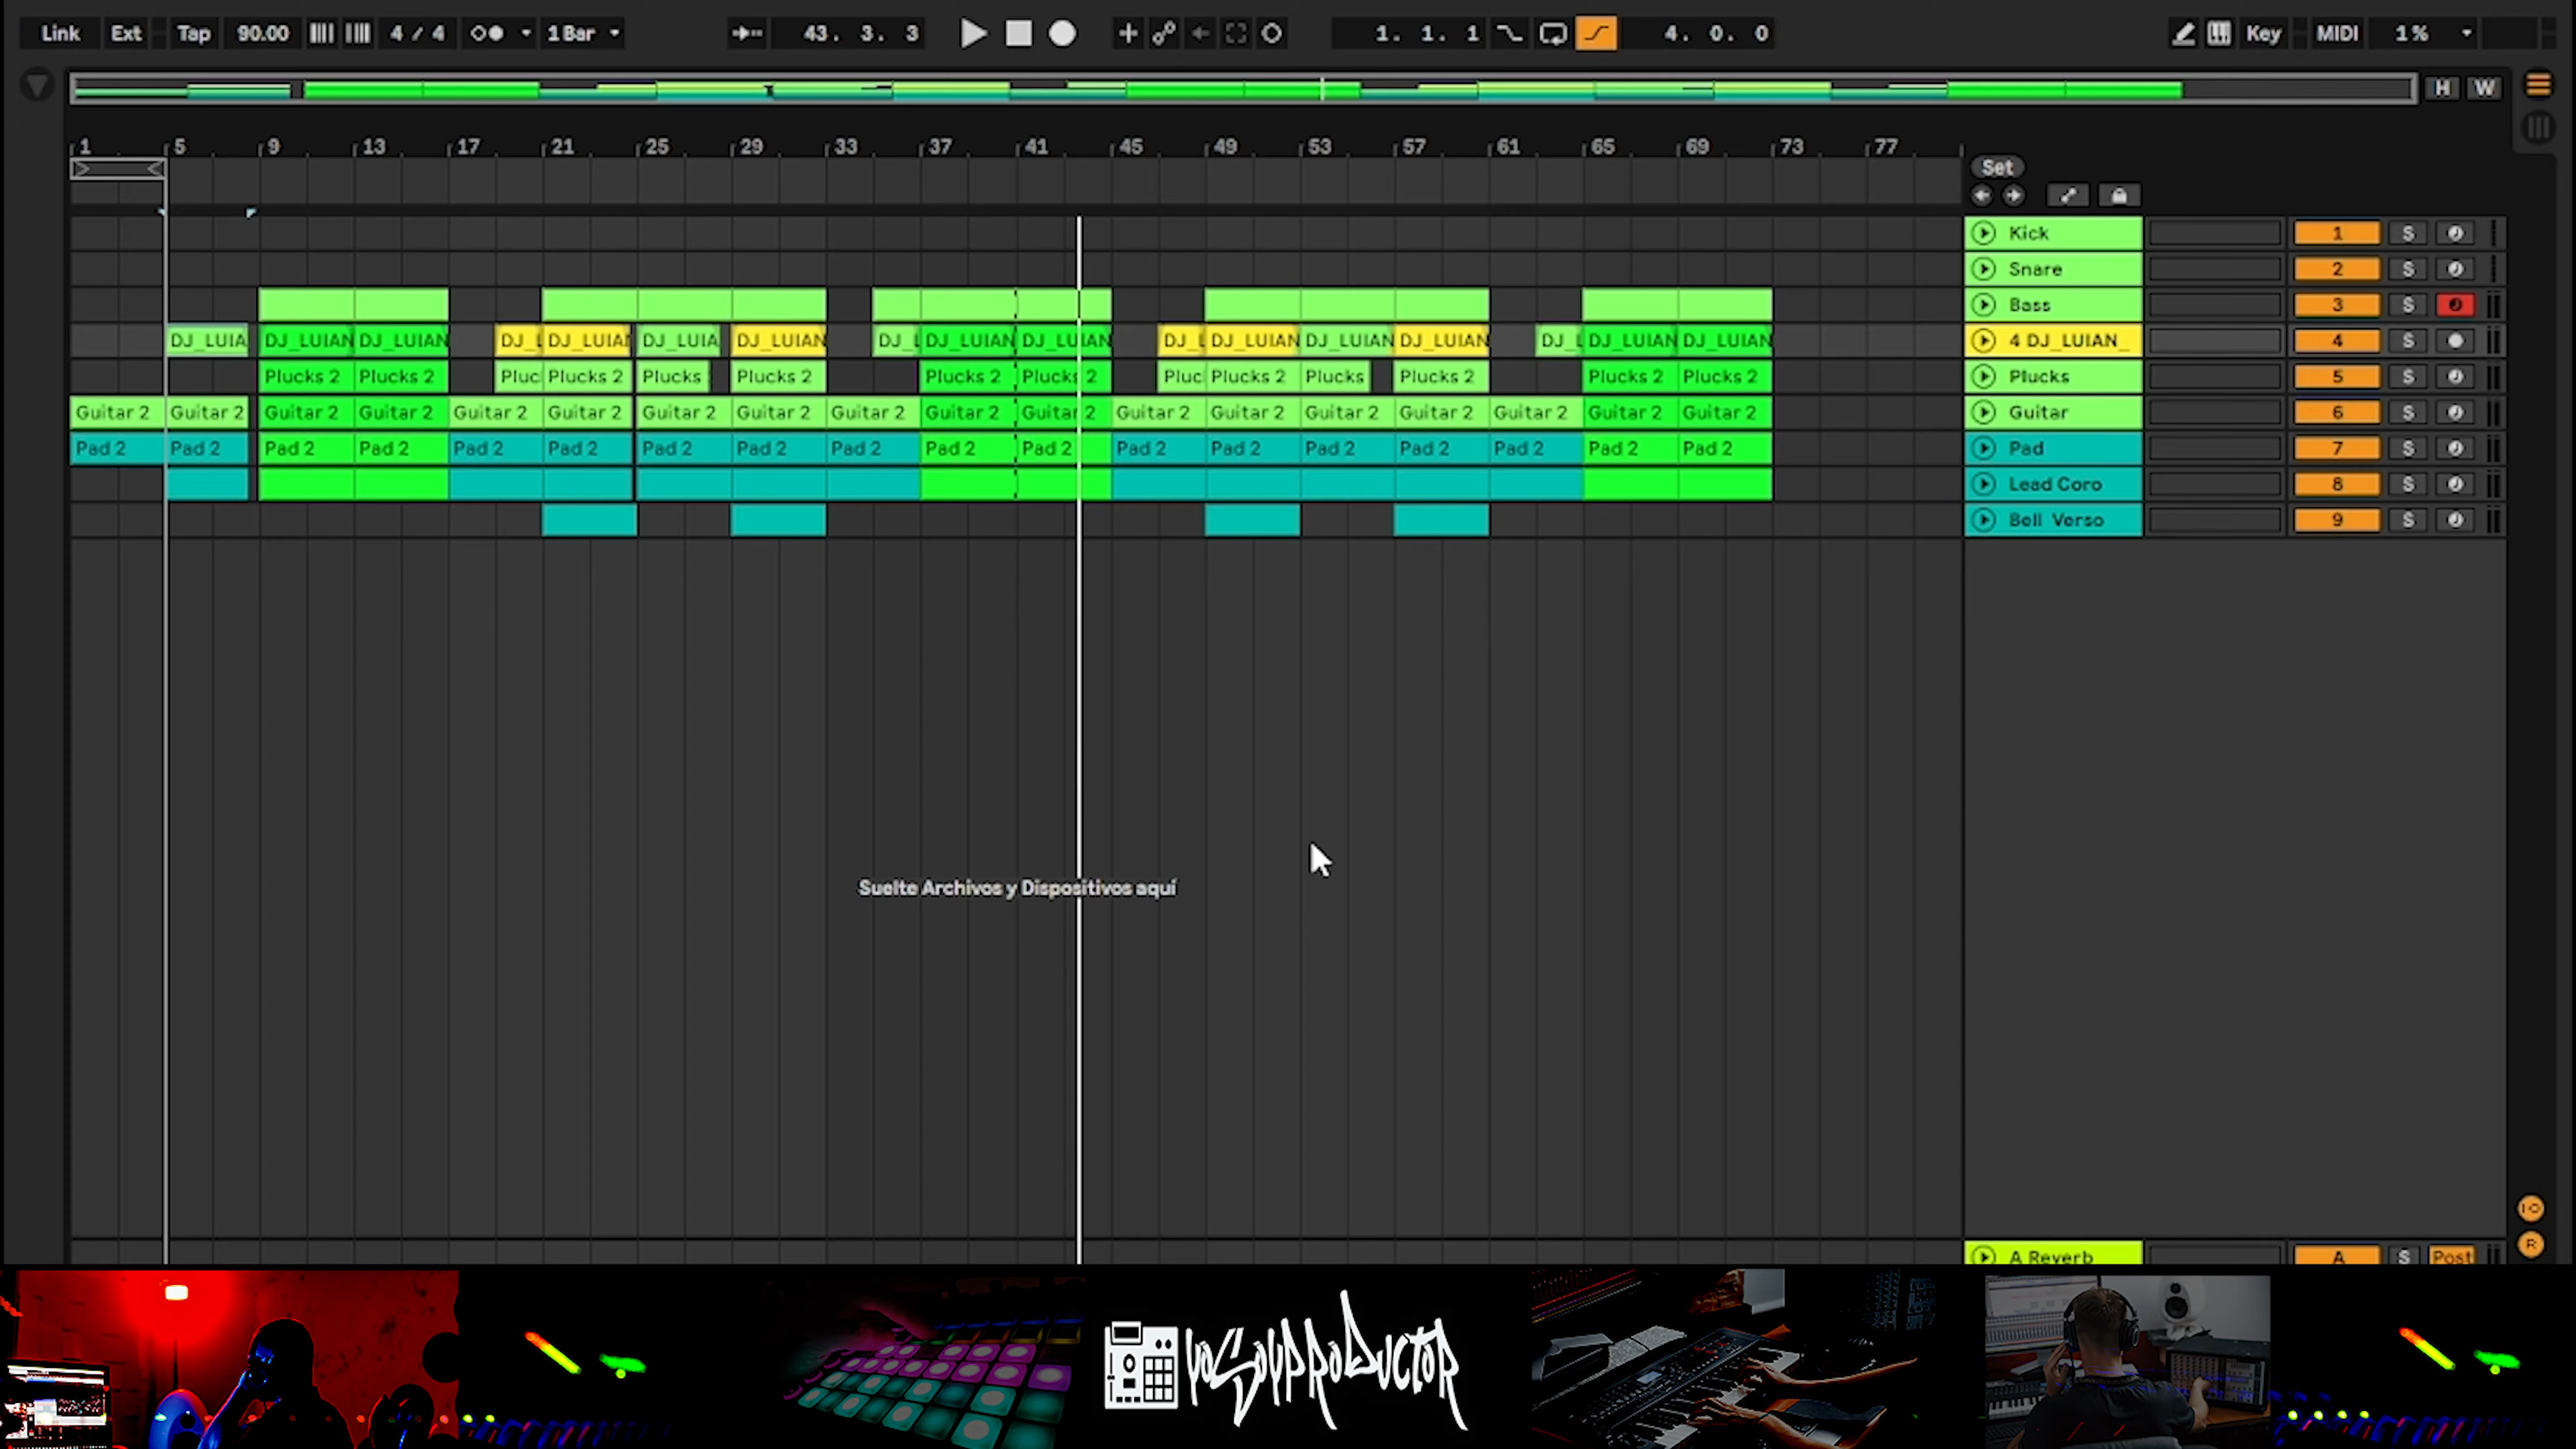 Link Ext Tap 90.00 4 / 4 1 Bar 43. 3. 3 1. 1. 1 4. 0. 0 Key MIDI 1 %
H W
1 5 9 13 17 21 25 29 33 37 41 45 49 53 57 61 65 69 73 77
Set
Kick 1 S
Snare 2 S
Bass 3 S
DJ_LUIA DJ_LUIAN DJ_LUIAN DJ_L DJ_LUIAN DJ_LUIA DJ_LUIAN DJ_L DJ_LUIAN DJ_LUIAN DJ_L DJ_LUIAN DJ_LUIAN DJ_LUIAN DJ_L DJ_LUIAN DJ_LUIAN 4 DJ_LUIAN_ 4 S
Plucks 2 Plucks 2 Pluc Plucks 2 Plucks Plucks 2 Plucks 2 Plucks 2 Pluc Plucks 2 Plucks Plucks 2 Plucks 2 Plucks 2 Plucks 5 S
Guitar 2 Guitar 2 Guitar 2 Guitar 2 Guitar 2 Guitar 2 Guitar 2 Guitar 2 Guitar 2 Guitar 2 Guitar 2 Guitar 2 Guitar 2 Guitar 2 Guitar 2 Guitar 2 Guitar 2 Guitar 2 Guitar 6 S
Pad 2 Pad 2 Pad 2 Pad 2 Pad 2 Pad 2 Pad 2 Pad 2 Pad 2 Pad 2 Pad 2 Pad 2 Pad 2 Pad 2 Pad 2 Pad 2 Pad 2 Pad 2 Pad 7 S
Lead Coro 8 S
Bell Verso 9 S
Suelte Archivos y Dispositivos aquí
I·O
R
A Reverb A S Post
yoSoyproductor